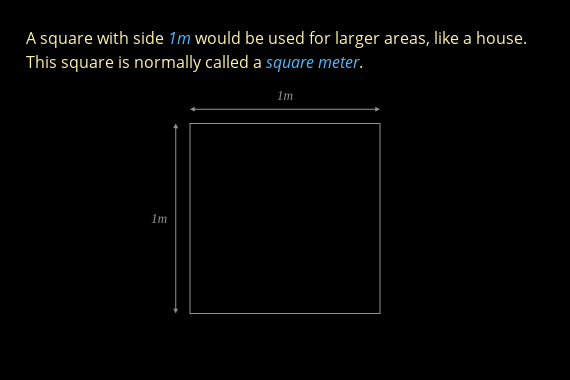 A square with side 1m would be used for larger areas, like a house.
This square is normally called a square meter.
1m
1m